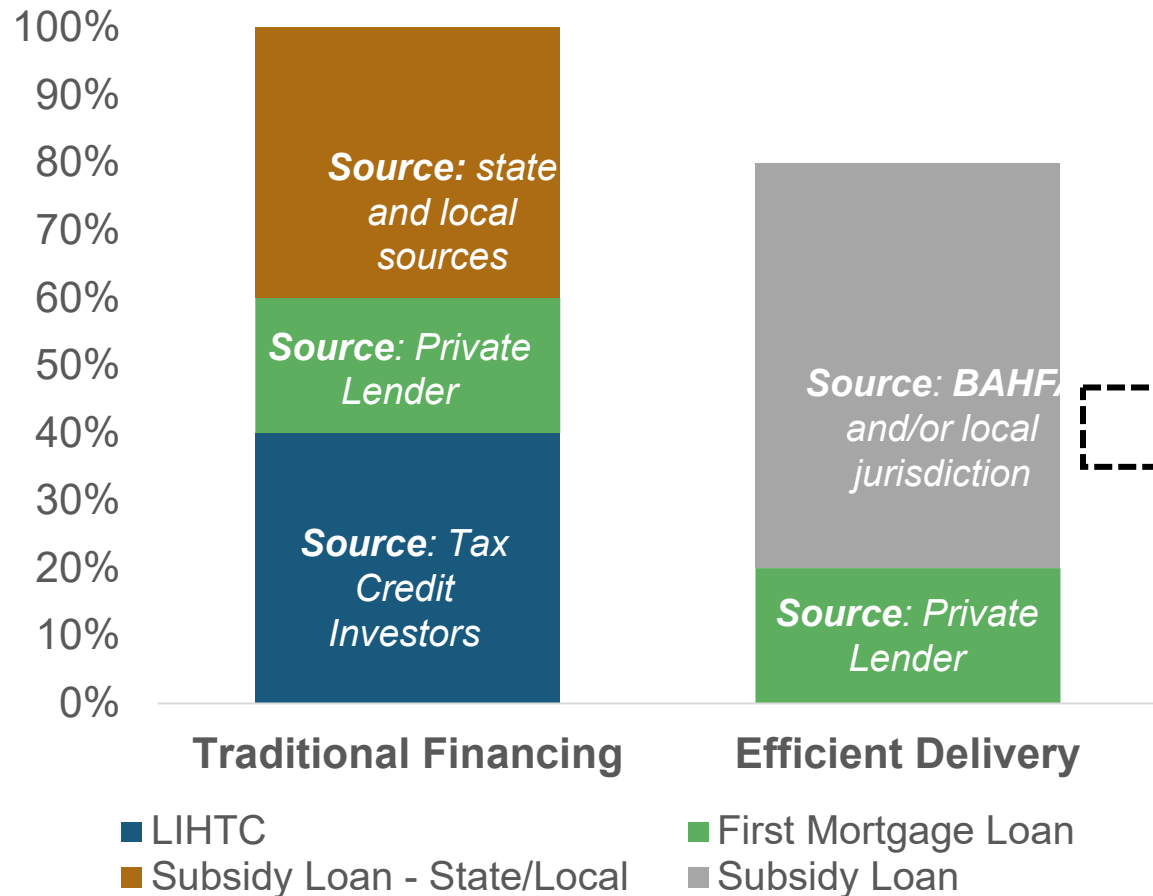 100%
90%
80%
70%
60%
50%
40%
30%
20%
10%
0%
Source: state
and local
sources
Source: Private
Lender
Source: Tax
Credit
Investors
Source: BAHFA
and/or local
jurisdiction
Source: Private
Lender
Traditional Financing
Efficient Delivery
LIHTC
First Mortgage Loan
Subsidy Loan - State/Local
Subsidy Loan